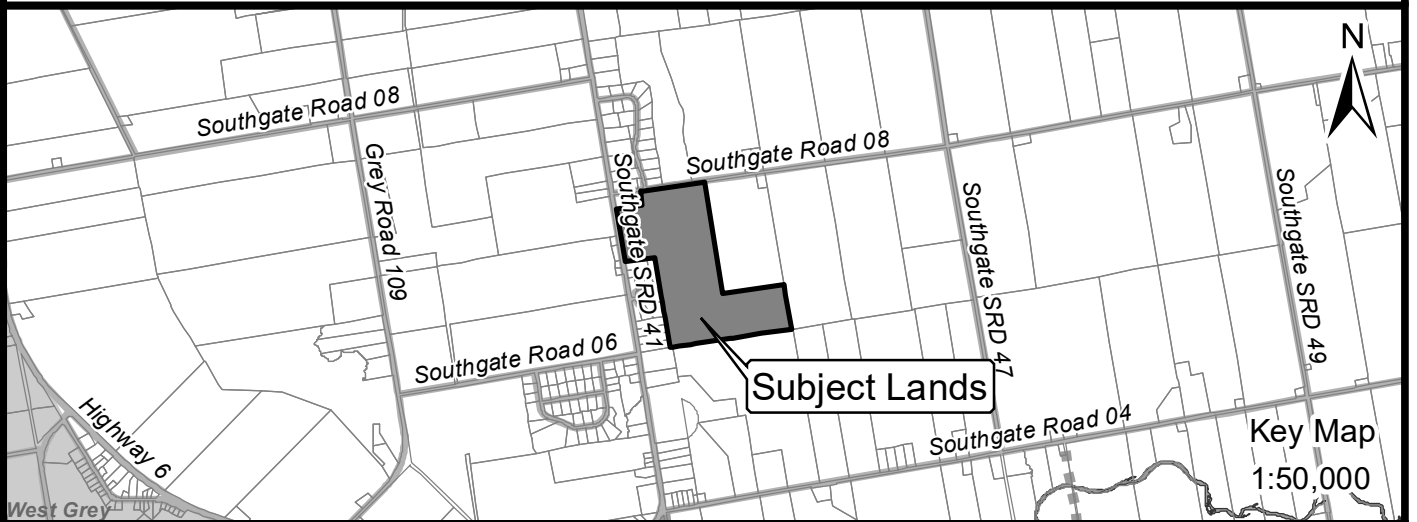 N
Southgate Road 08
Southgate Road 08
Grey Road 109
Southgate SRD 41
Southgate SRD 47
Southgate SRD 49
Southgate Road 06
Subject Lands
Highway 6
Southgate Road 04
Key Map
1:50,000
West Grey